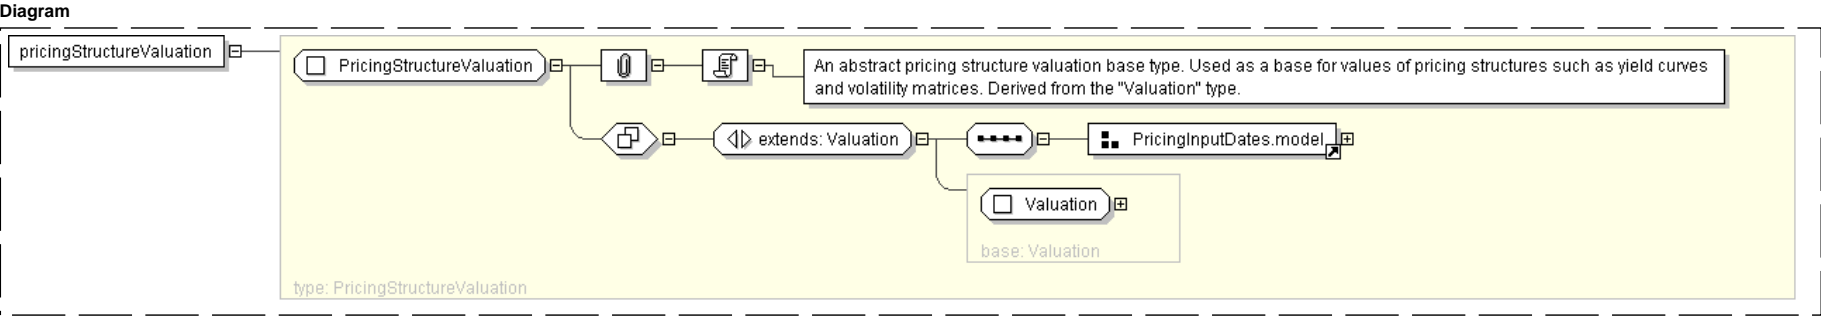 Diagram
pricingStructureValuation
PricingStructureValuation
An abstract pricing structure valuation base type. Used as a base for values of pricing structures such as yield curves
and volatility matrices. Derived from the "Valuation" type.
extends: Valuation
PricingInputDates.model
Valuation
base: Valuation
type: PricingStructureValuation